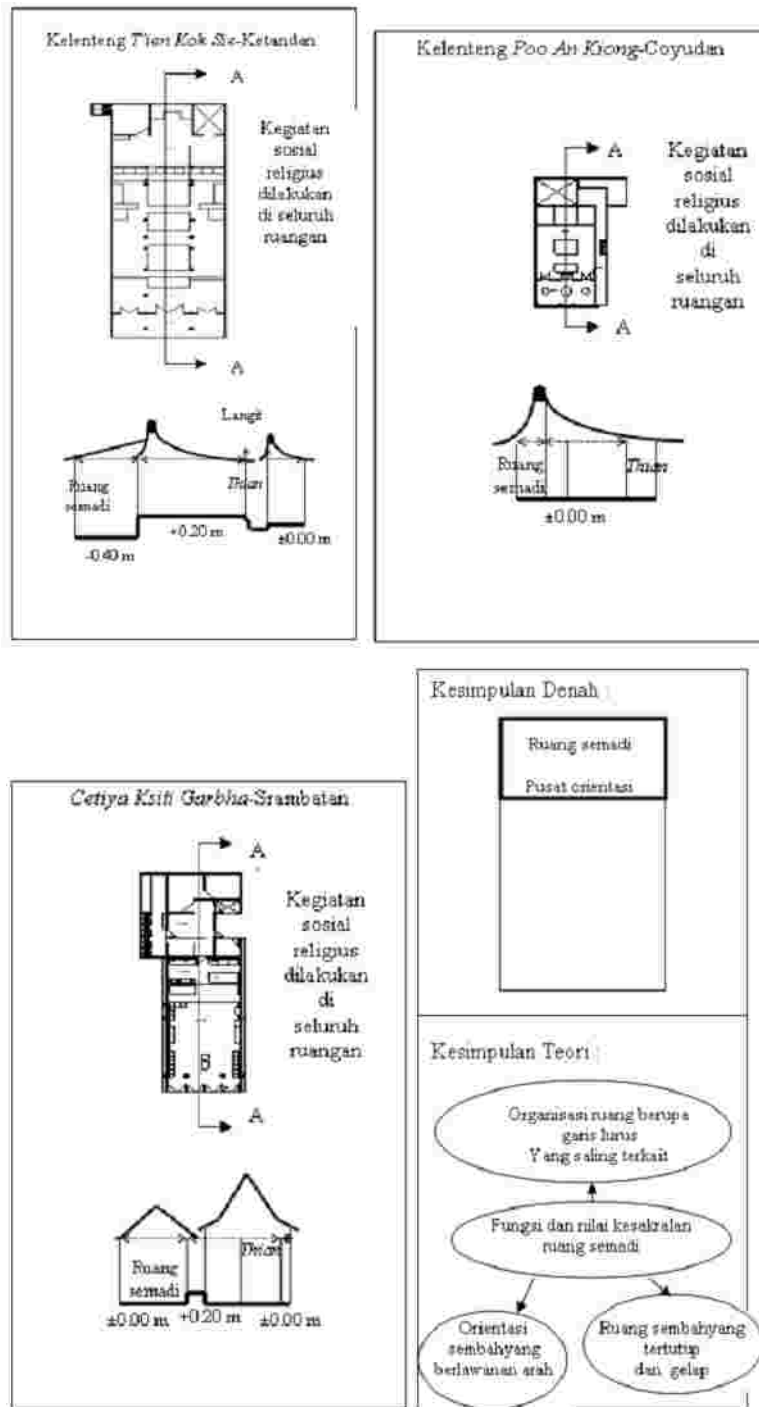 Kelenteng Tien Kok Sie-Ketandan
A
Kegiatan
sosial
religius
dilakukan
di seluruh
ruangan
A
Langit
Ruang
semadi
Thian
+0.20 m
±0.00 m
-0.40 m
Kelenteng Poo An Kiong-Coyudan
A
Kegiatan
sosial
religius
dilakukan
di
seluruh
ruangan
A
Ruang
semadi
Thian
±0.00 m
Cetiya Ksiti Garbha-Srambatan
A
Kegiatan
sosial
religius
dilakukan
di
seluruh
ruangan
A
Ruang
semadi
Thian
±0.00 m
+0.20 m
±0.00 m
Kesimpulan Denah :
Ruang semadi
Pusat orientasi
Kesimpulan Teori :
Organisasi ruang berupa
garis lurus
Yang saling terkait
Fungsi dan nilai kesakralan
ruang semadi
Orientasi
sembahyang
berlawanan arah
Ruang sembahyang
tertutup
dan gelap